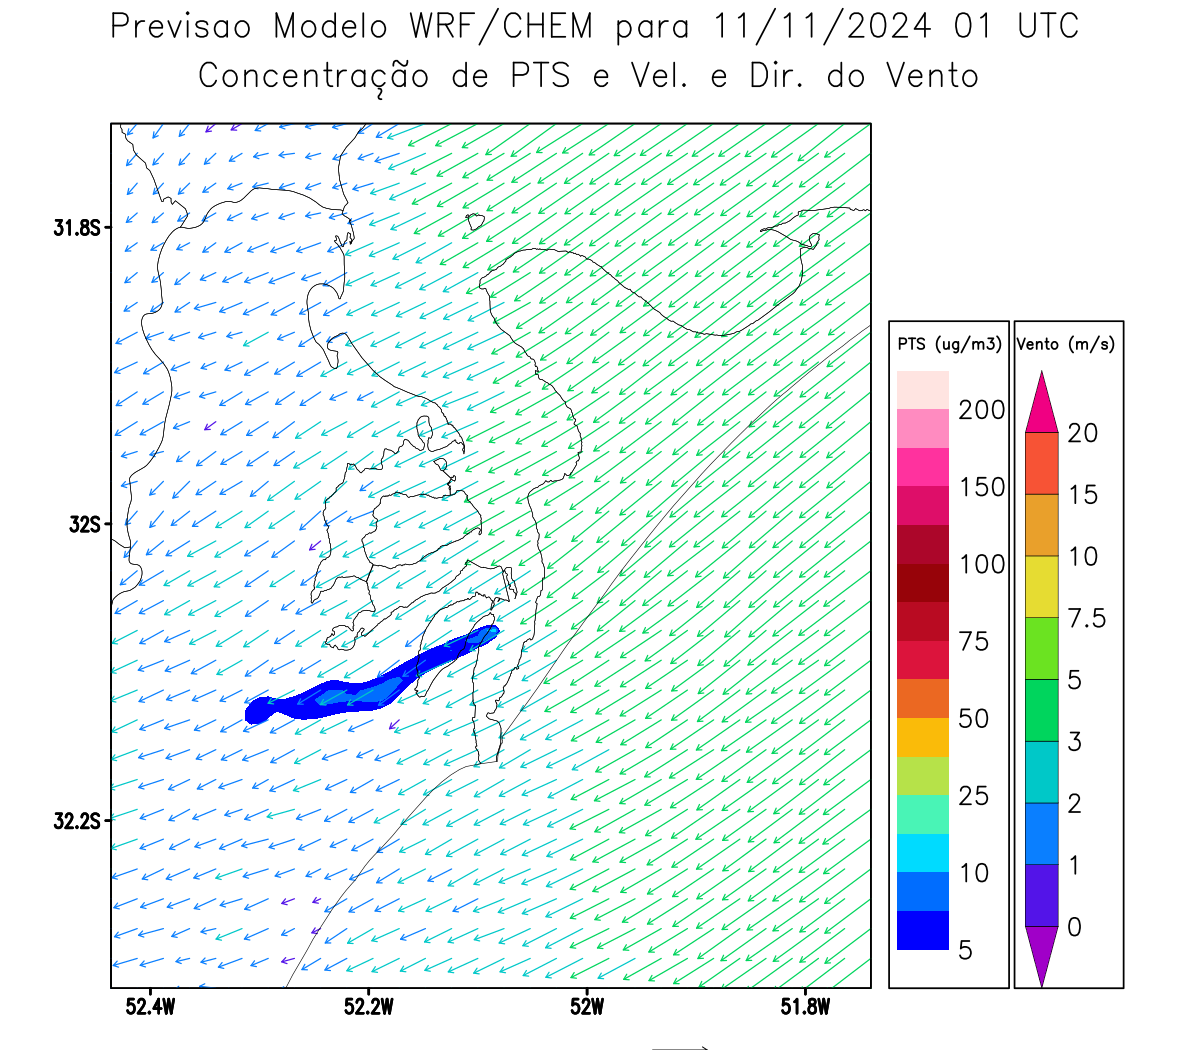 Previsao Modelo WRF/CHEM para 11/11/2024 01 UTC
Concentração de PTS e Vel. e Dir. do Vento
31.8S
32S
32.2S
52.4W
52.2W
52W
51.8W
PTS (ug/m3)
200
150
100
75
50
25
10
5
Vento (m/s)
20
15
10
7.5
5
3
2
1
0